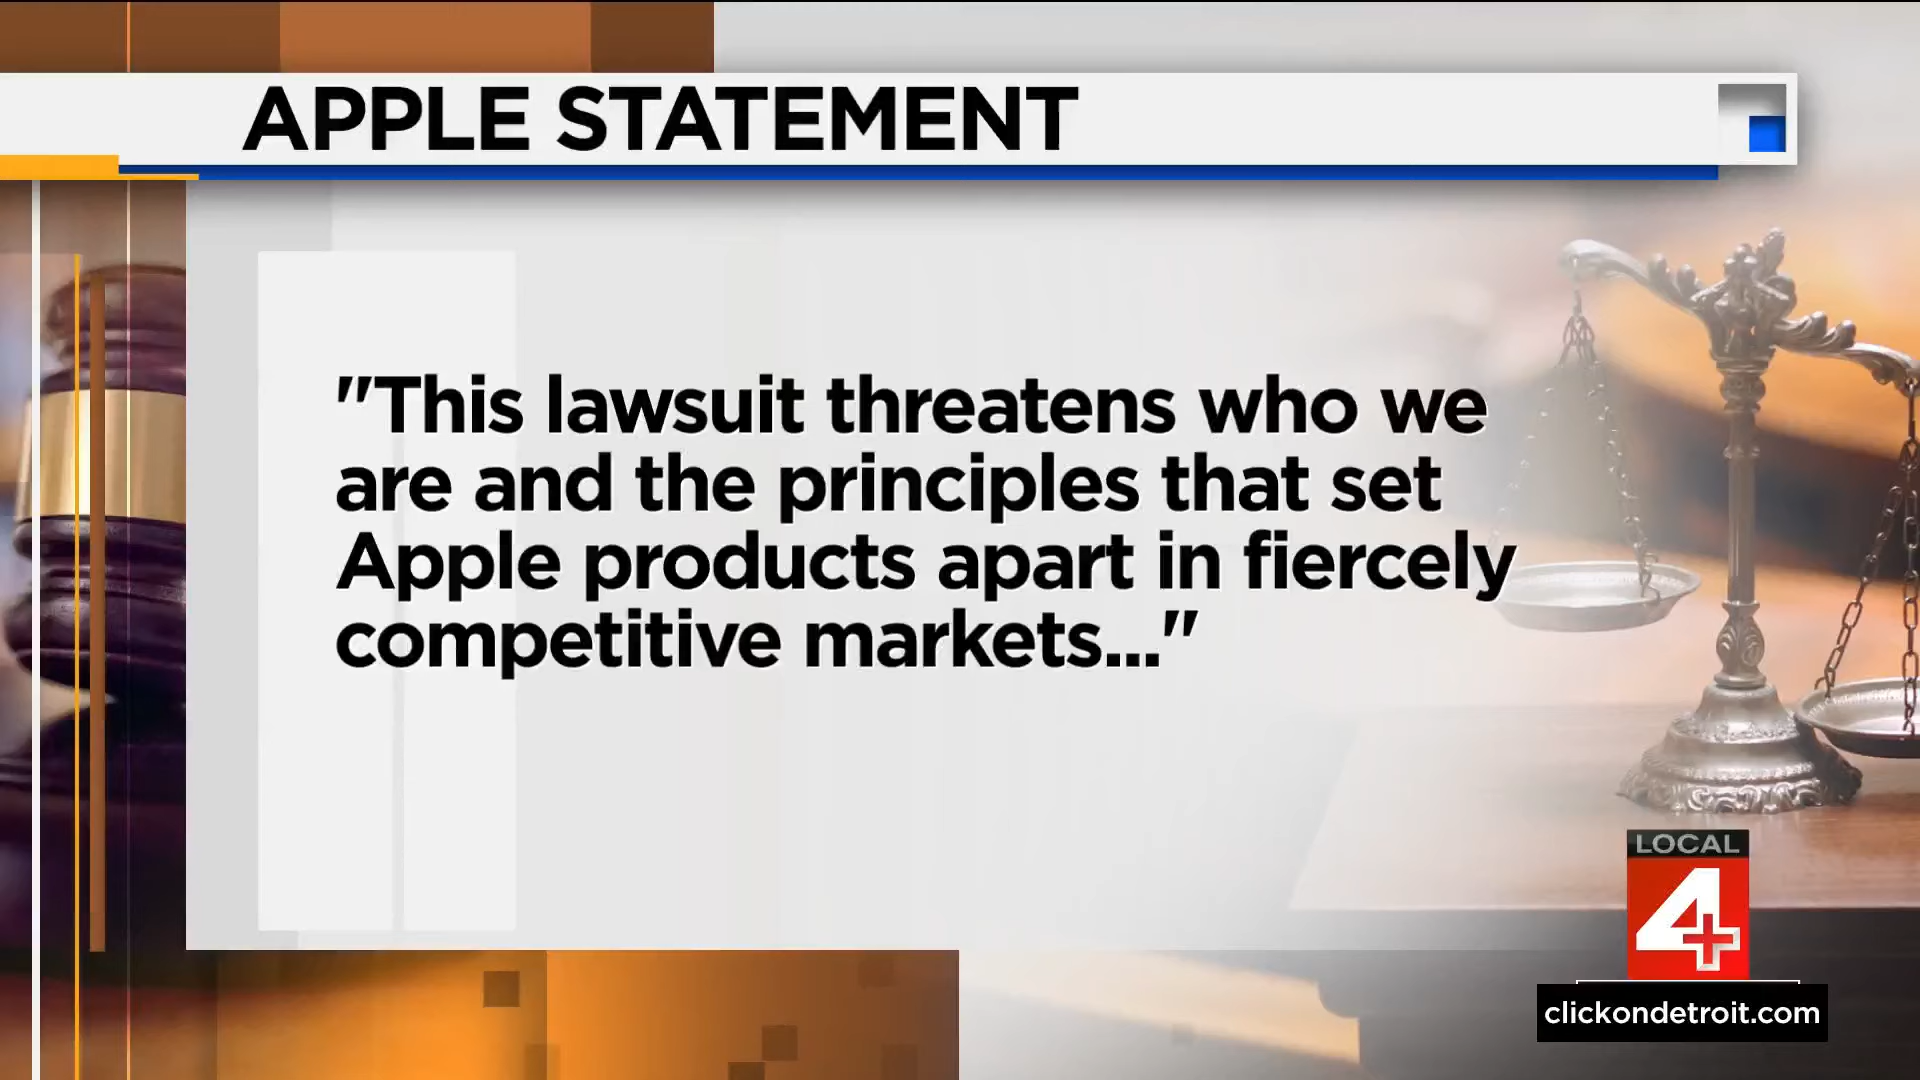 APPLE STATEMENT
"This lawsuit threatens who we
are and the principles that set
Apple products apart in fiercely
competitive markets..."
LOCAL
4+
clickondetroit.com